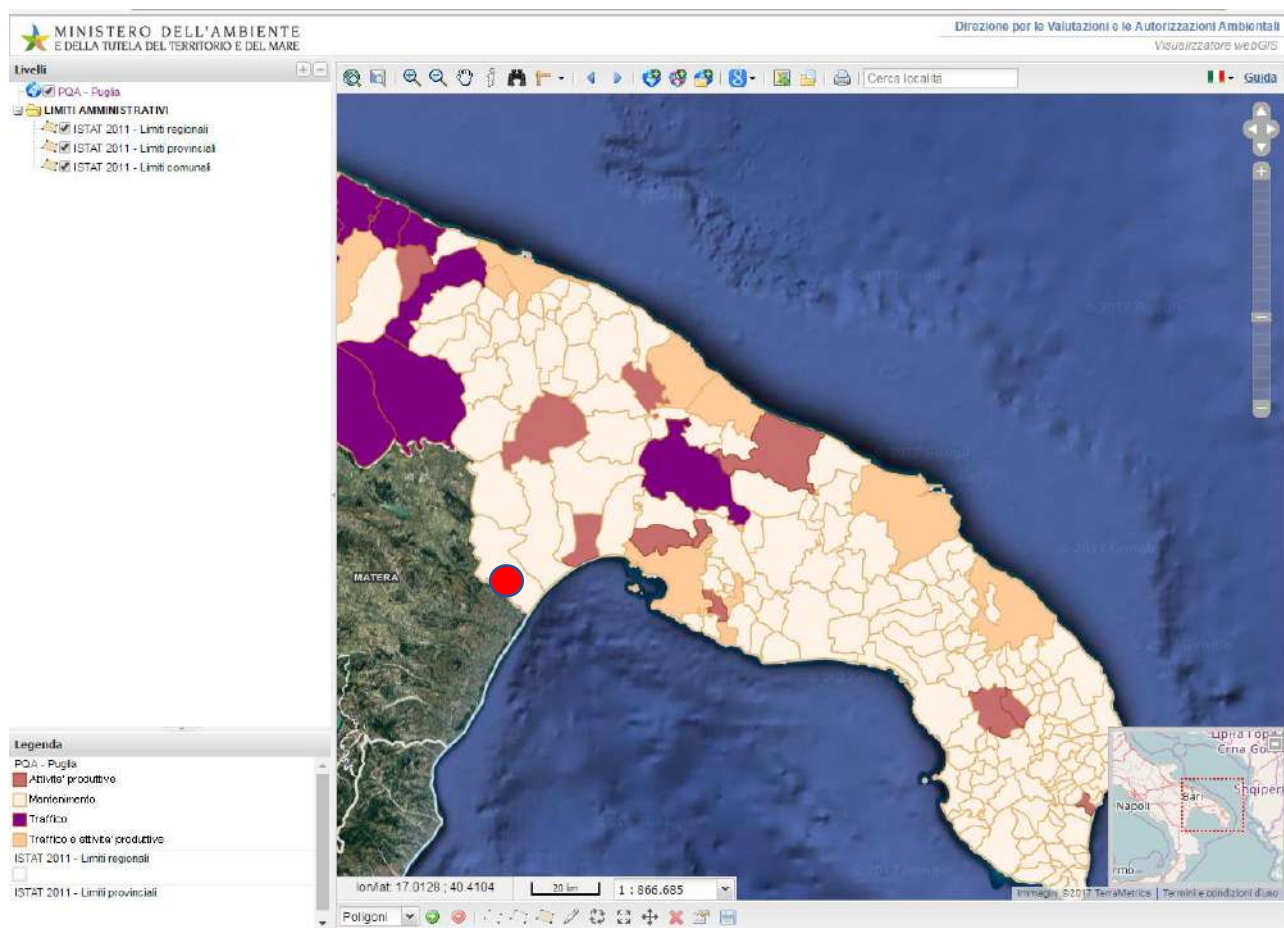 MINISTERO DELL'AMBIENTE
E DELLA TUTELA DEL TERRITORIO E DEL MARE
Direzione per le Valutazioni e le Autorizzazioni Ambientali
Visualizzatore webGIS
Livelli
Cerca località
Guida
PQA - Puglia
LIMITI AMMINISTRATIVI
ISTAT 2011 - Limiti regionali
ISTAT 2011 - Limiti provinciali
ISTAT 2011 - Limiti comunali
MATERA
Legenda
PQA - Puglia
Attivita' produttive
Mantenimento
Traffico
Traffico e attivita' produttive
ISTAT 2011 - Limiti regionali
ISTAT 2011 - Limiti provinciali
Crna Go
Shqiperi
Bari
Napoli
lon/lat: 17.0128 ; 40.4104
20 km
1 : 866.685
Immagini ©2017 TerraMetrics
Termini e condizioni d'uso
Poligoni